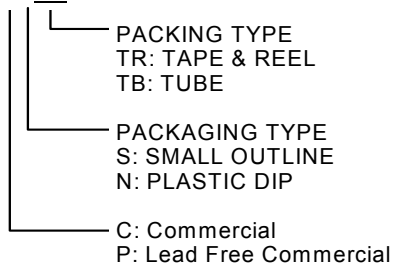 PACKING TYPE
TR: TAPE & REEL
TB: TUBE
PACKAGING TYPE
S: SMALL OUTLINE
N: PLASTIC DIP
C: Commercial
P: Lead Free Commercial